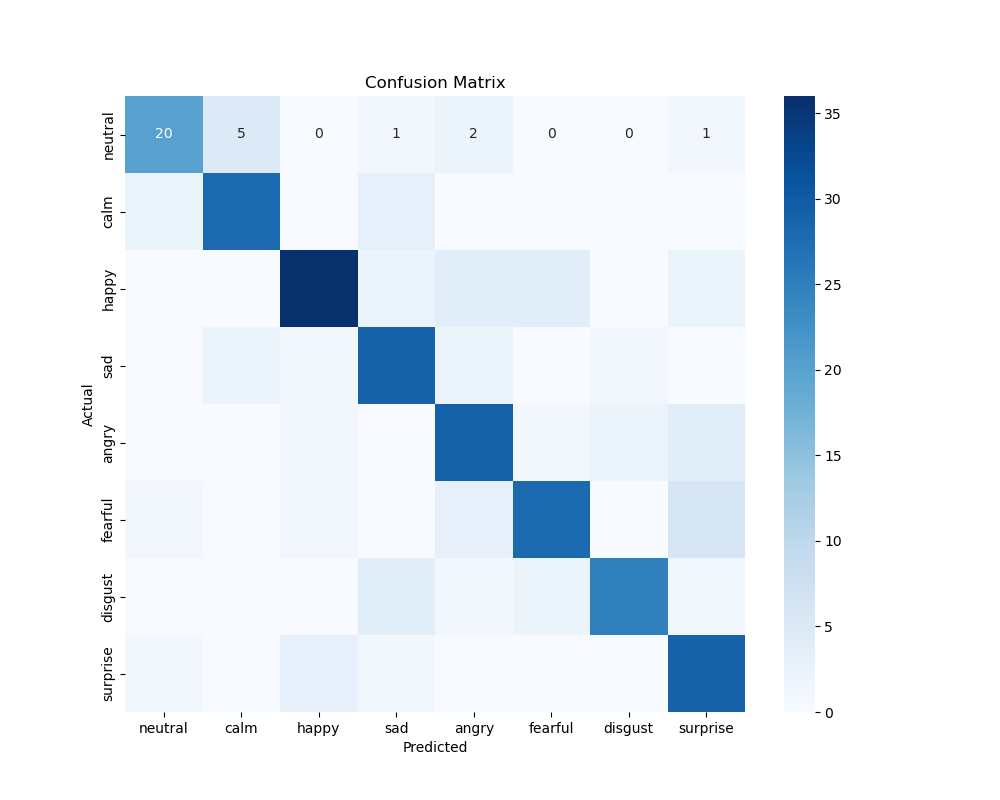 Confusion Matrix
neutral
20 5 0 1 2 0 0 1
calm
happy
sad
angry
fearful
disgust
surprise
Actual
neutral calm happy sad angry fearful disgust surprise
Predicted
35
30
25
20
15
10
5
0